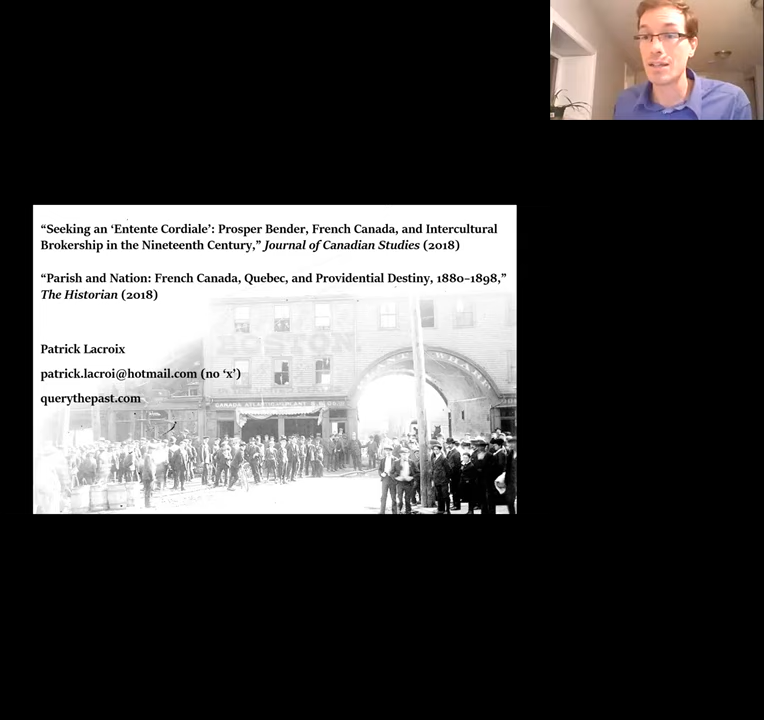 “Seeking an ‘Entente Cordiale’: Prosper Bender, French Canada, and Intercultural
Brokership in the Nineteenth Century,” Journal of Canadian Studies (2018)
“Parish and Nation: French Canada, Quebec, and Providential Destiny, 1880–1898,”
The Historian (2018)
BOSTON
Patrick Lacroix
patrick.lacroi@hotmail.com (no ‘x’)
querythepast.com